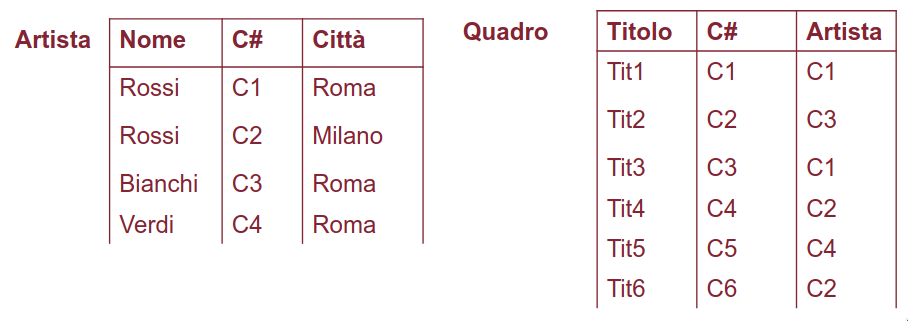 Artista
Nome C# Città
Rossi C1 Roma
Rossi C2 Milano
Bianchi C3 Roma
Verdi C4 Roma
Quadro
Titolo C# Artista
Tit1 C1 C1
Tit2 C2 C3
Tit3 C3 C1
Tit4 C4 C2
Tit5 C5 C4
Tit6 C6 C2